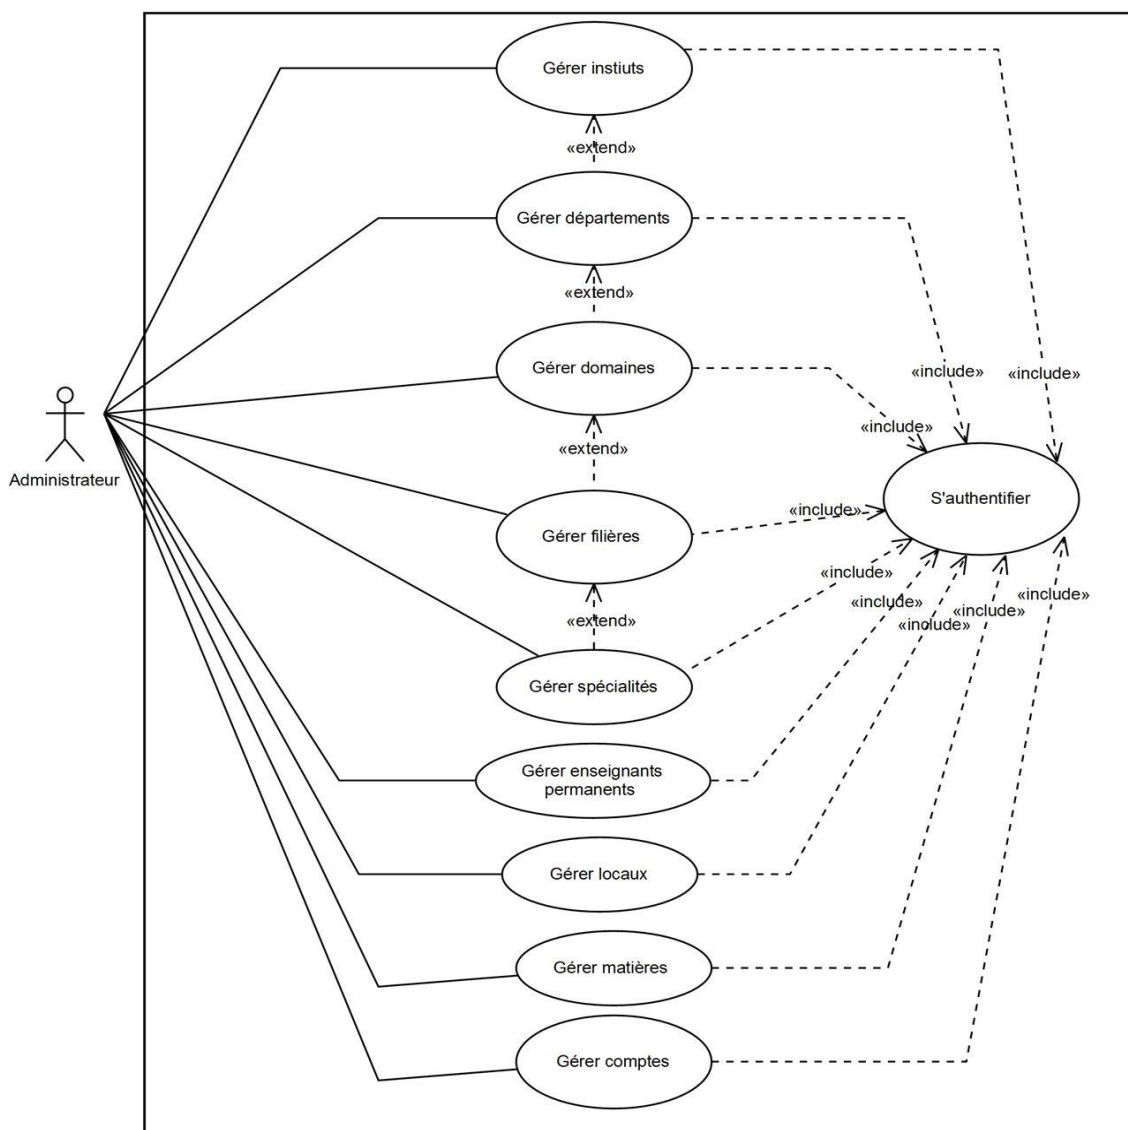 Gérer instiuts
«extend»
Gérer départements
«extend»
Gérer domaines
«include»
«include»
«include»
Administrateur
«extend»
S'authentifier
Gérer filières
«include»
«include»
«include»
«include»
«include»
«include»
«extend»
Gérer spécialités
Gérer enseignants
permanents
Gérer locaux
Gérer matières
Gérer comptes